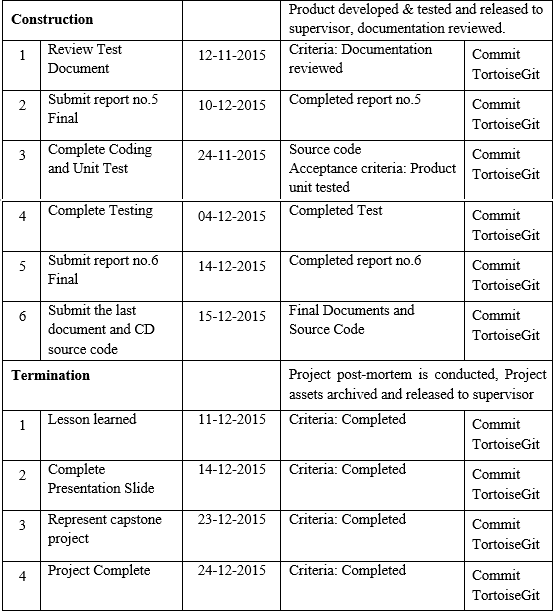 Construction
Product developed & tested and released to
supervisor, documentation reviewed.
1
Review Test
Document
12-11-2015
Criteria: Documentation
reviewed
Commit
TortoiseGit
2
Submit report no.5
Final
10-12-2015
Completed report no.5
Commit
TortoiseGit
3
Complete Coding
and Unit Test
24-11-2015
Source code
Acceptance criteria: Product
unit tested
Commit
TortoiseGit
4
Complete Testing
04-12-2015
Completed Test
Commit
TortoiseGit
5
Submit report no.6
Final
14-12-2015
Completed report no.6
Commit
TortoiseGit
6
Submit the last
document and CD
source code
15-12-2015
Final Documents and
Source Code
Commit
TortoiseGit
Termination
Project post-mortem is conducted, Project
assets archived and released to supervisor
1
Lesson learned
11-12-2015
Criteria: Completed
Commit
TortoiseGit
2
Complete
Presentation Slide
14-12-2015
Criteria: Completed
Commit
TortoiseGit
3
Represent capstone
project
23-12-2015
Criteria: Completed
Commit
TortoiseGit
4
Project Complete
24-12-2015
Criteria: Completed
Commit
TortoiseGit